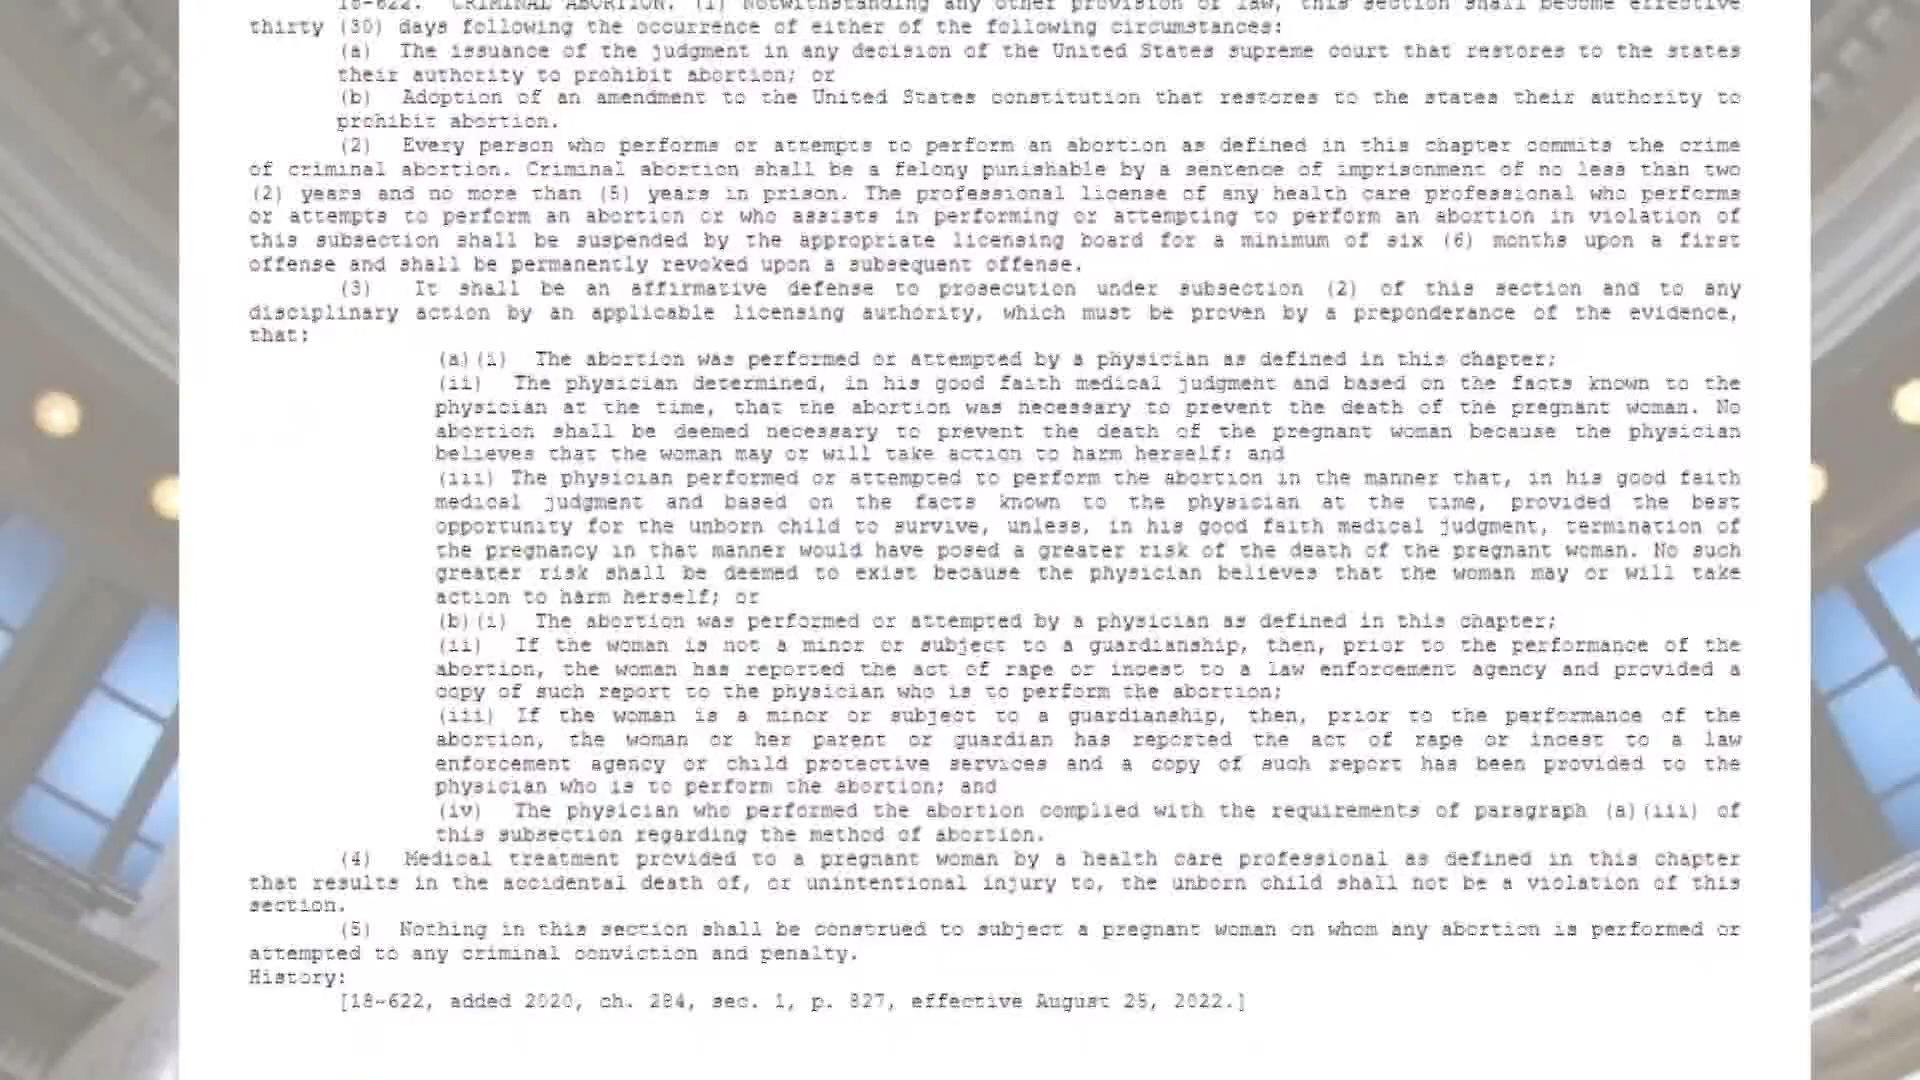 18-622. CRIMINAL ABORTION. (1) Notwithstanding any other provision of law, this section shall become effective
thirty (30) days following the occurrence of either of the following circumstances:
(a) The issuance of the judgment in any decision of the United States supreme court that restores to the states
their authority to prohibit abortion; or
(b) Adoption of an amendment to the United States constitution that restores to the states their authority to
prohibit abortion.
(2) Every person who performs or attempts to perform an abortion as defined in this chapter commits the crime
of criminal abortion. Criminal abortion shall be a felony punishable by a sentence of imprisonment of no less than two
(2) years and no more than (5) years in prison. The professional license of any health care professional who performs
or attempts to perform an abortion or who assists in performing or attempting to perform an abortion in violation of
this subsection shall be suspended by the appropriate licensing board for a minimum of six (6) months upon a first
offense and shall be permanently revoked upon a subsequent offense.
(3) It shall be an affirmative defense to prosecution under subsection (2) of this section and to any
disciplinary action by an applicable licensing authority, which must be proven by a preponderance of the evidence,
that:
(a)(i) The abortion was performed or attempted by a physician as defined in this chapter;
(ii) The physician determined, in his good faith medical judgment and based on the facts known to the
physician at the time, that the abortion was necessary to prevent the death of the pregnant woman. No
abortion shall be deemed necessary to prevent the death of the pregnant woman because the physician
believes that the woman may or will take action to harm herself; and
(iii) The physician performed or attempted to perform the abortion in the manner that, in his good faith
medical judgment and based on the facts known to the physician at the time, provided the best
opportunity for the unborn child to survive, unless, in his good faith medical judgment, termination of
the pregnancy in that manner would have posed a greater risk of the death of the pregnant woman. No such
greater risk shall be deemed to exist because the physician believes that the woman may or will take
action to harm herself; or
(b)(i) The abortion was performed or attempted by a physician as defined in this chapter;
(ii) If the woman is not a minor or subject to a guardianship, then, prior to the performance of the
abortion, the woman has reported the act of rape or incest to a law enforcement agency and provided a
copy of such report to the physician who is to perform the abortion;
(iii) If the woman is a minor or subject to a guardianship, then, prior to the performance of the
abortion, the woman or her parent or guardian has reported the act of rape or incest to a law
enforcement agency or child protective services and a copy of such report has been provided to the
physician who is to perform the abortion; and
(iv) The physician who performed the abortion complied with the requirements of paragraph (a)(iii) of
this subsection regarding the method of abortion.
(4) Medical treatment provided to a pregnant woman by a health care professional as defined in this chapter
that results in the accidental death of, or unintentional injury to, the unborn child shall not be a violation of this
section.
(5) Nothing in this section shall be construed to subject a pregnant woman on whom any abortion is performed or
attempted to any criminal conviction and penalty.
History:
[18-622, added 2020, ch. 284, sec. 1, p. 827, effective August 25, 2022.]